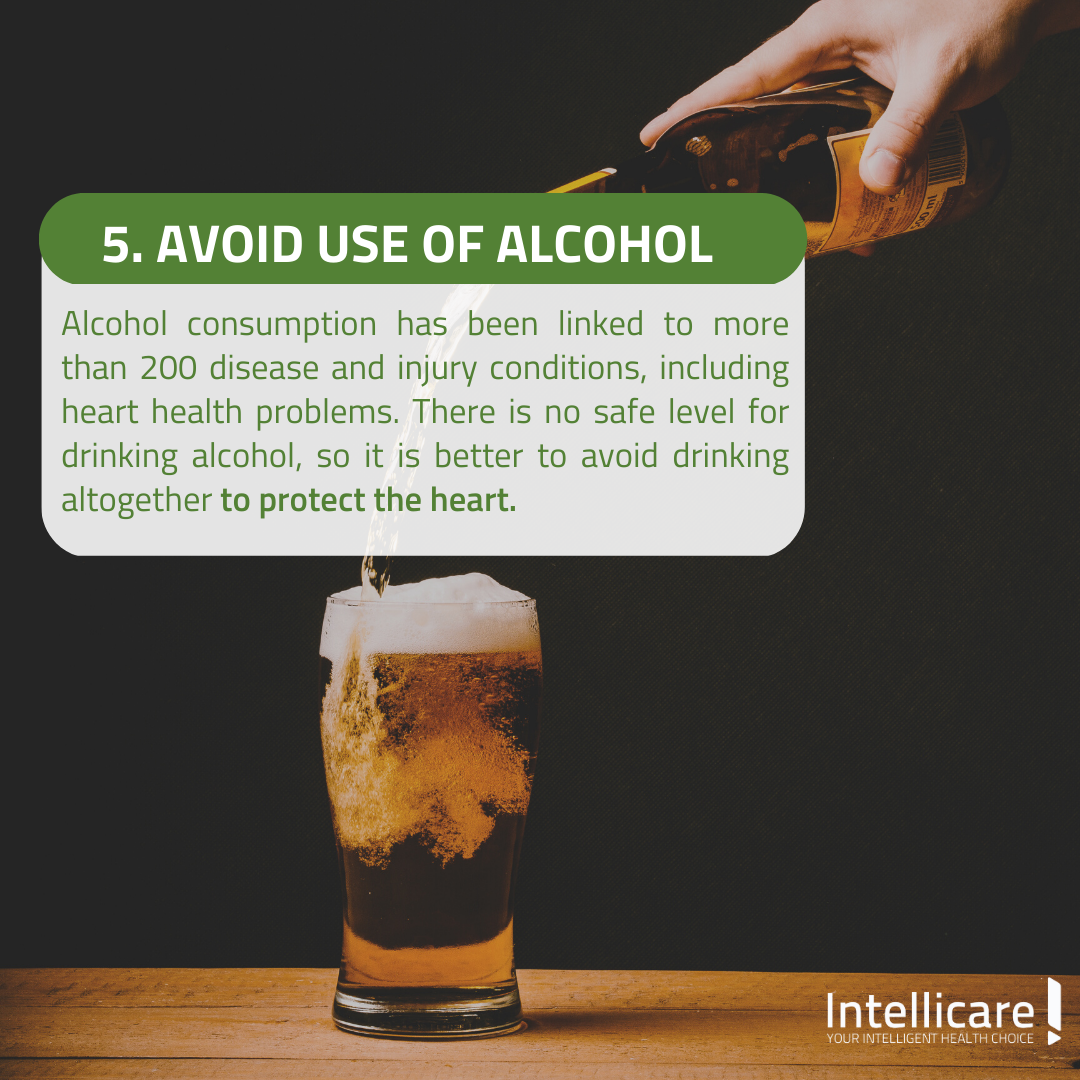 5. AVOID USE OF ALCOHOL
Alcohol consumption has been linked to more
than 200 disease and injury conditions, including
heart health problems. There is no safe level for
drinking alcohol, so it is better to avoid drinking
altogether to protect the heart.
Intellicare
YOUR INTELLIGENT HEALTH CHOICE